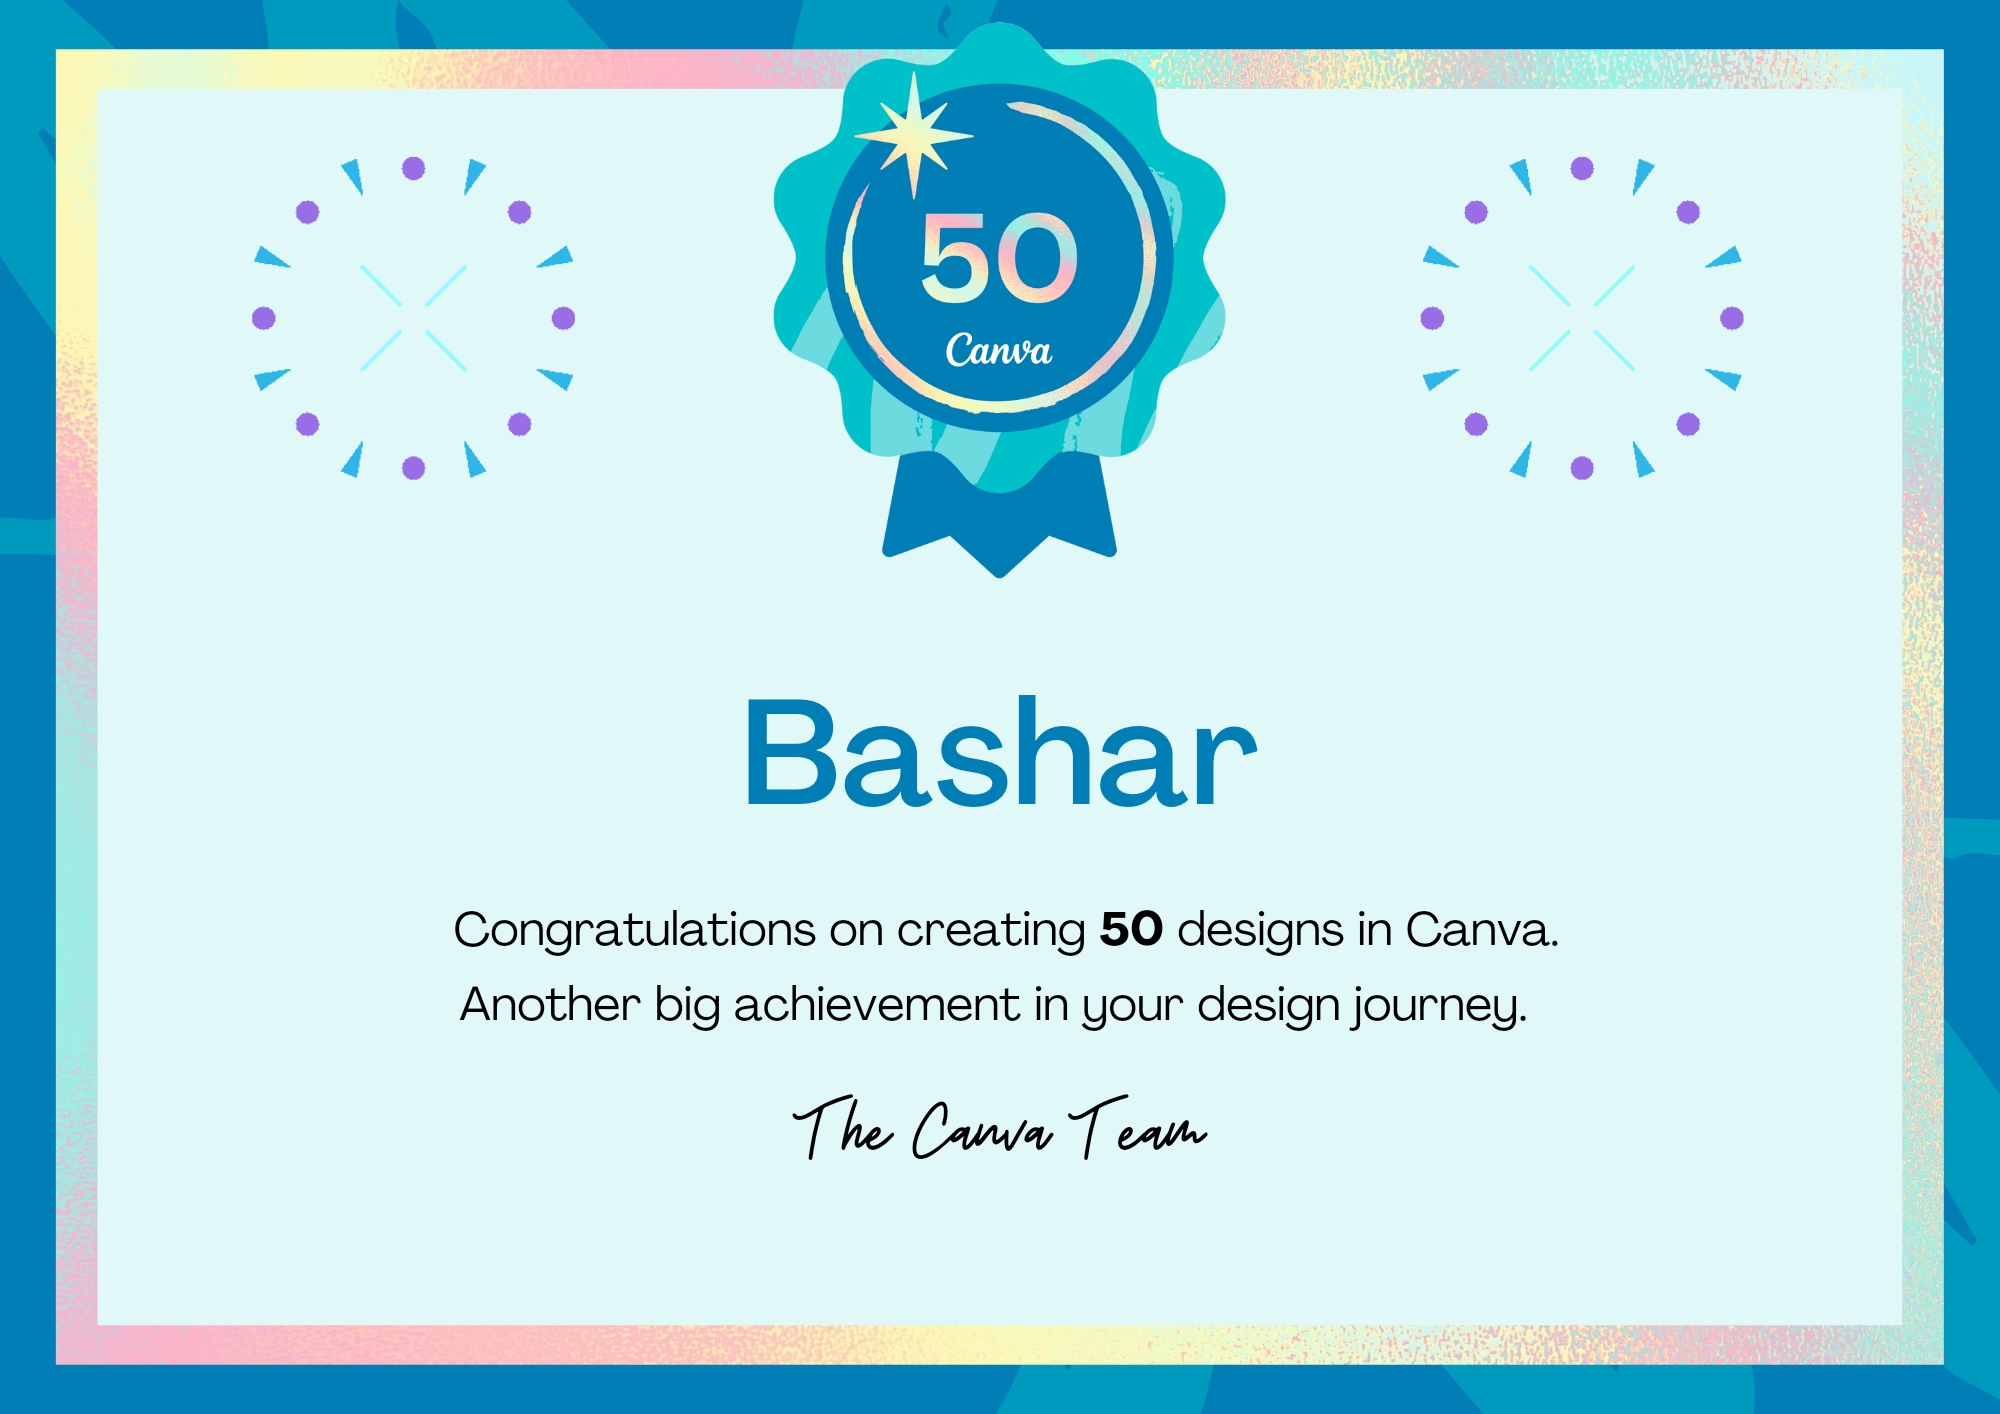 50
Canva
Bashar
Congratulations on creating 50 designs in Canva.
Another big achievement in your design journey.
The Canva Team